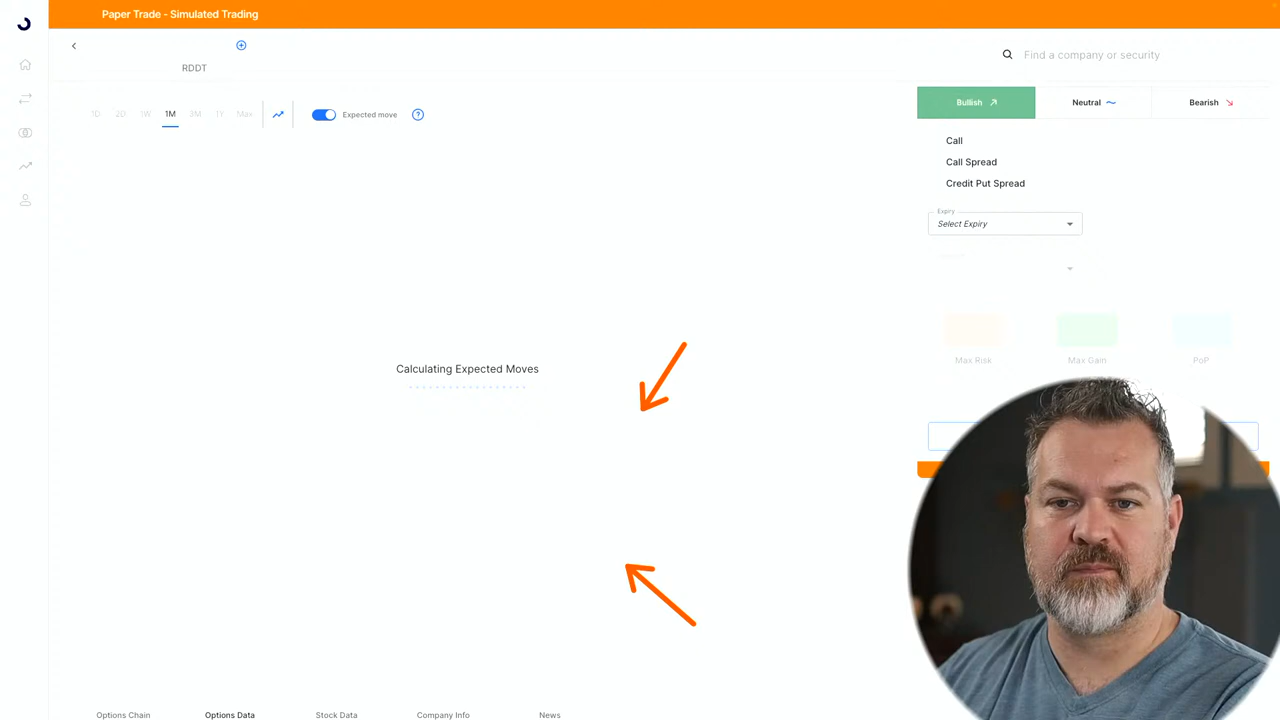 Paper Trade - Simulated Trading
RDDT
Find a company or security
1D 2D 1W 1M 3M 1Y Max
Expected move
?
Bullish Neutral Bearish
Call
Call Spread
Credit Put Spread
Expiry
Select Expiry
Calculating Expected Moves
Max Risk Max Gain PoP
Options Chain Options Data Stock Data Company Info News